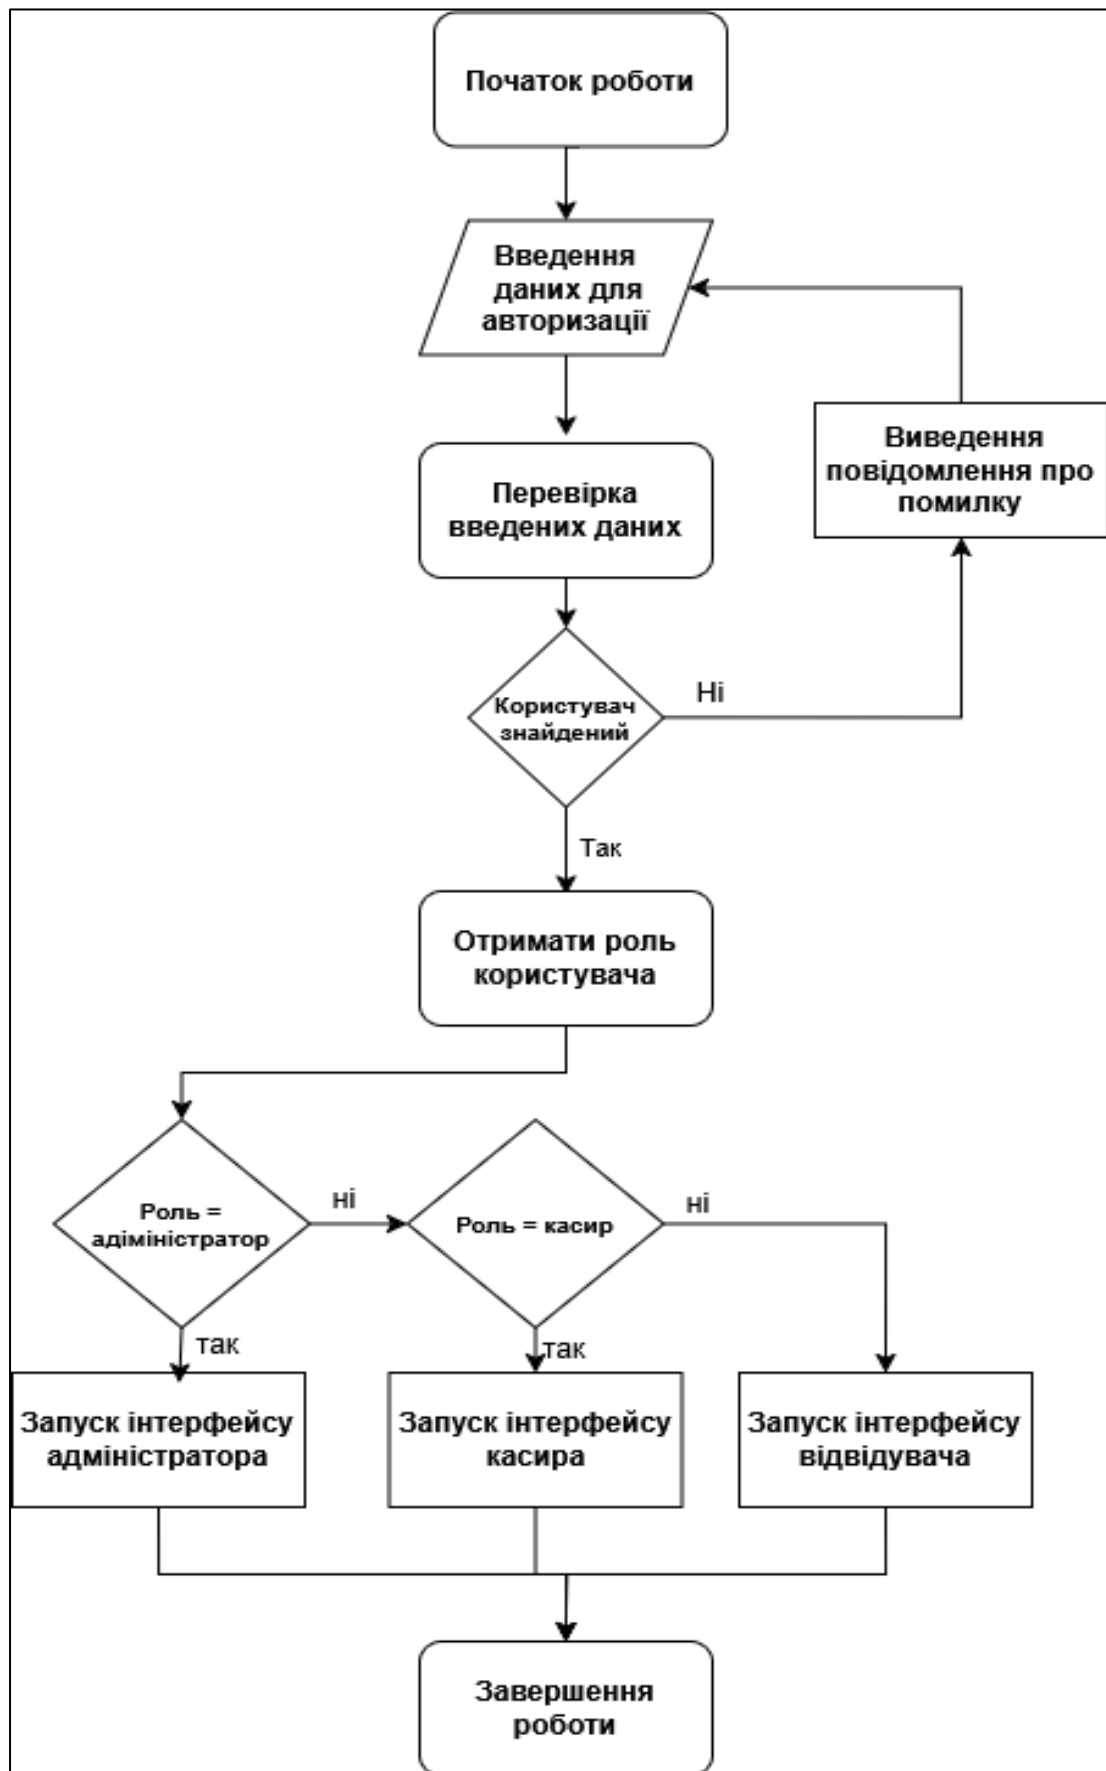 Початок роботи
Введення
даних для
авторизації
Виведення
повідомлення про
помилку
Перевірка
введених даних
Користувач
знайдений
Ні
Так
Отримати роль
користувача
Роль =
адіміністратор
ні
Роль = касир
ні
так
так
Запуск інтерфейсу
адміністратора
Запуск інтерфейсу
касира
Запуск інтерфейсу
відвідувача
Завершення
роботи